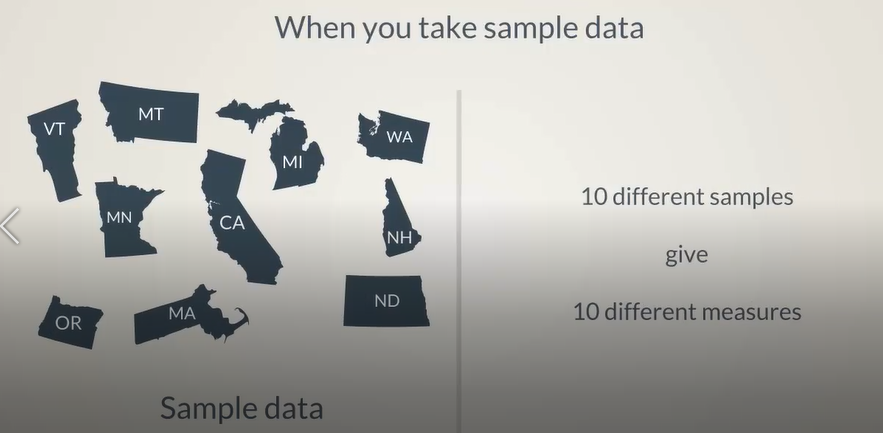 When you take sample data
VT
MT
MI
WA
MN
CA
NH
OR
MA
ND
10 different samples
give
10 different measures
Sample data